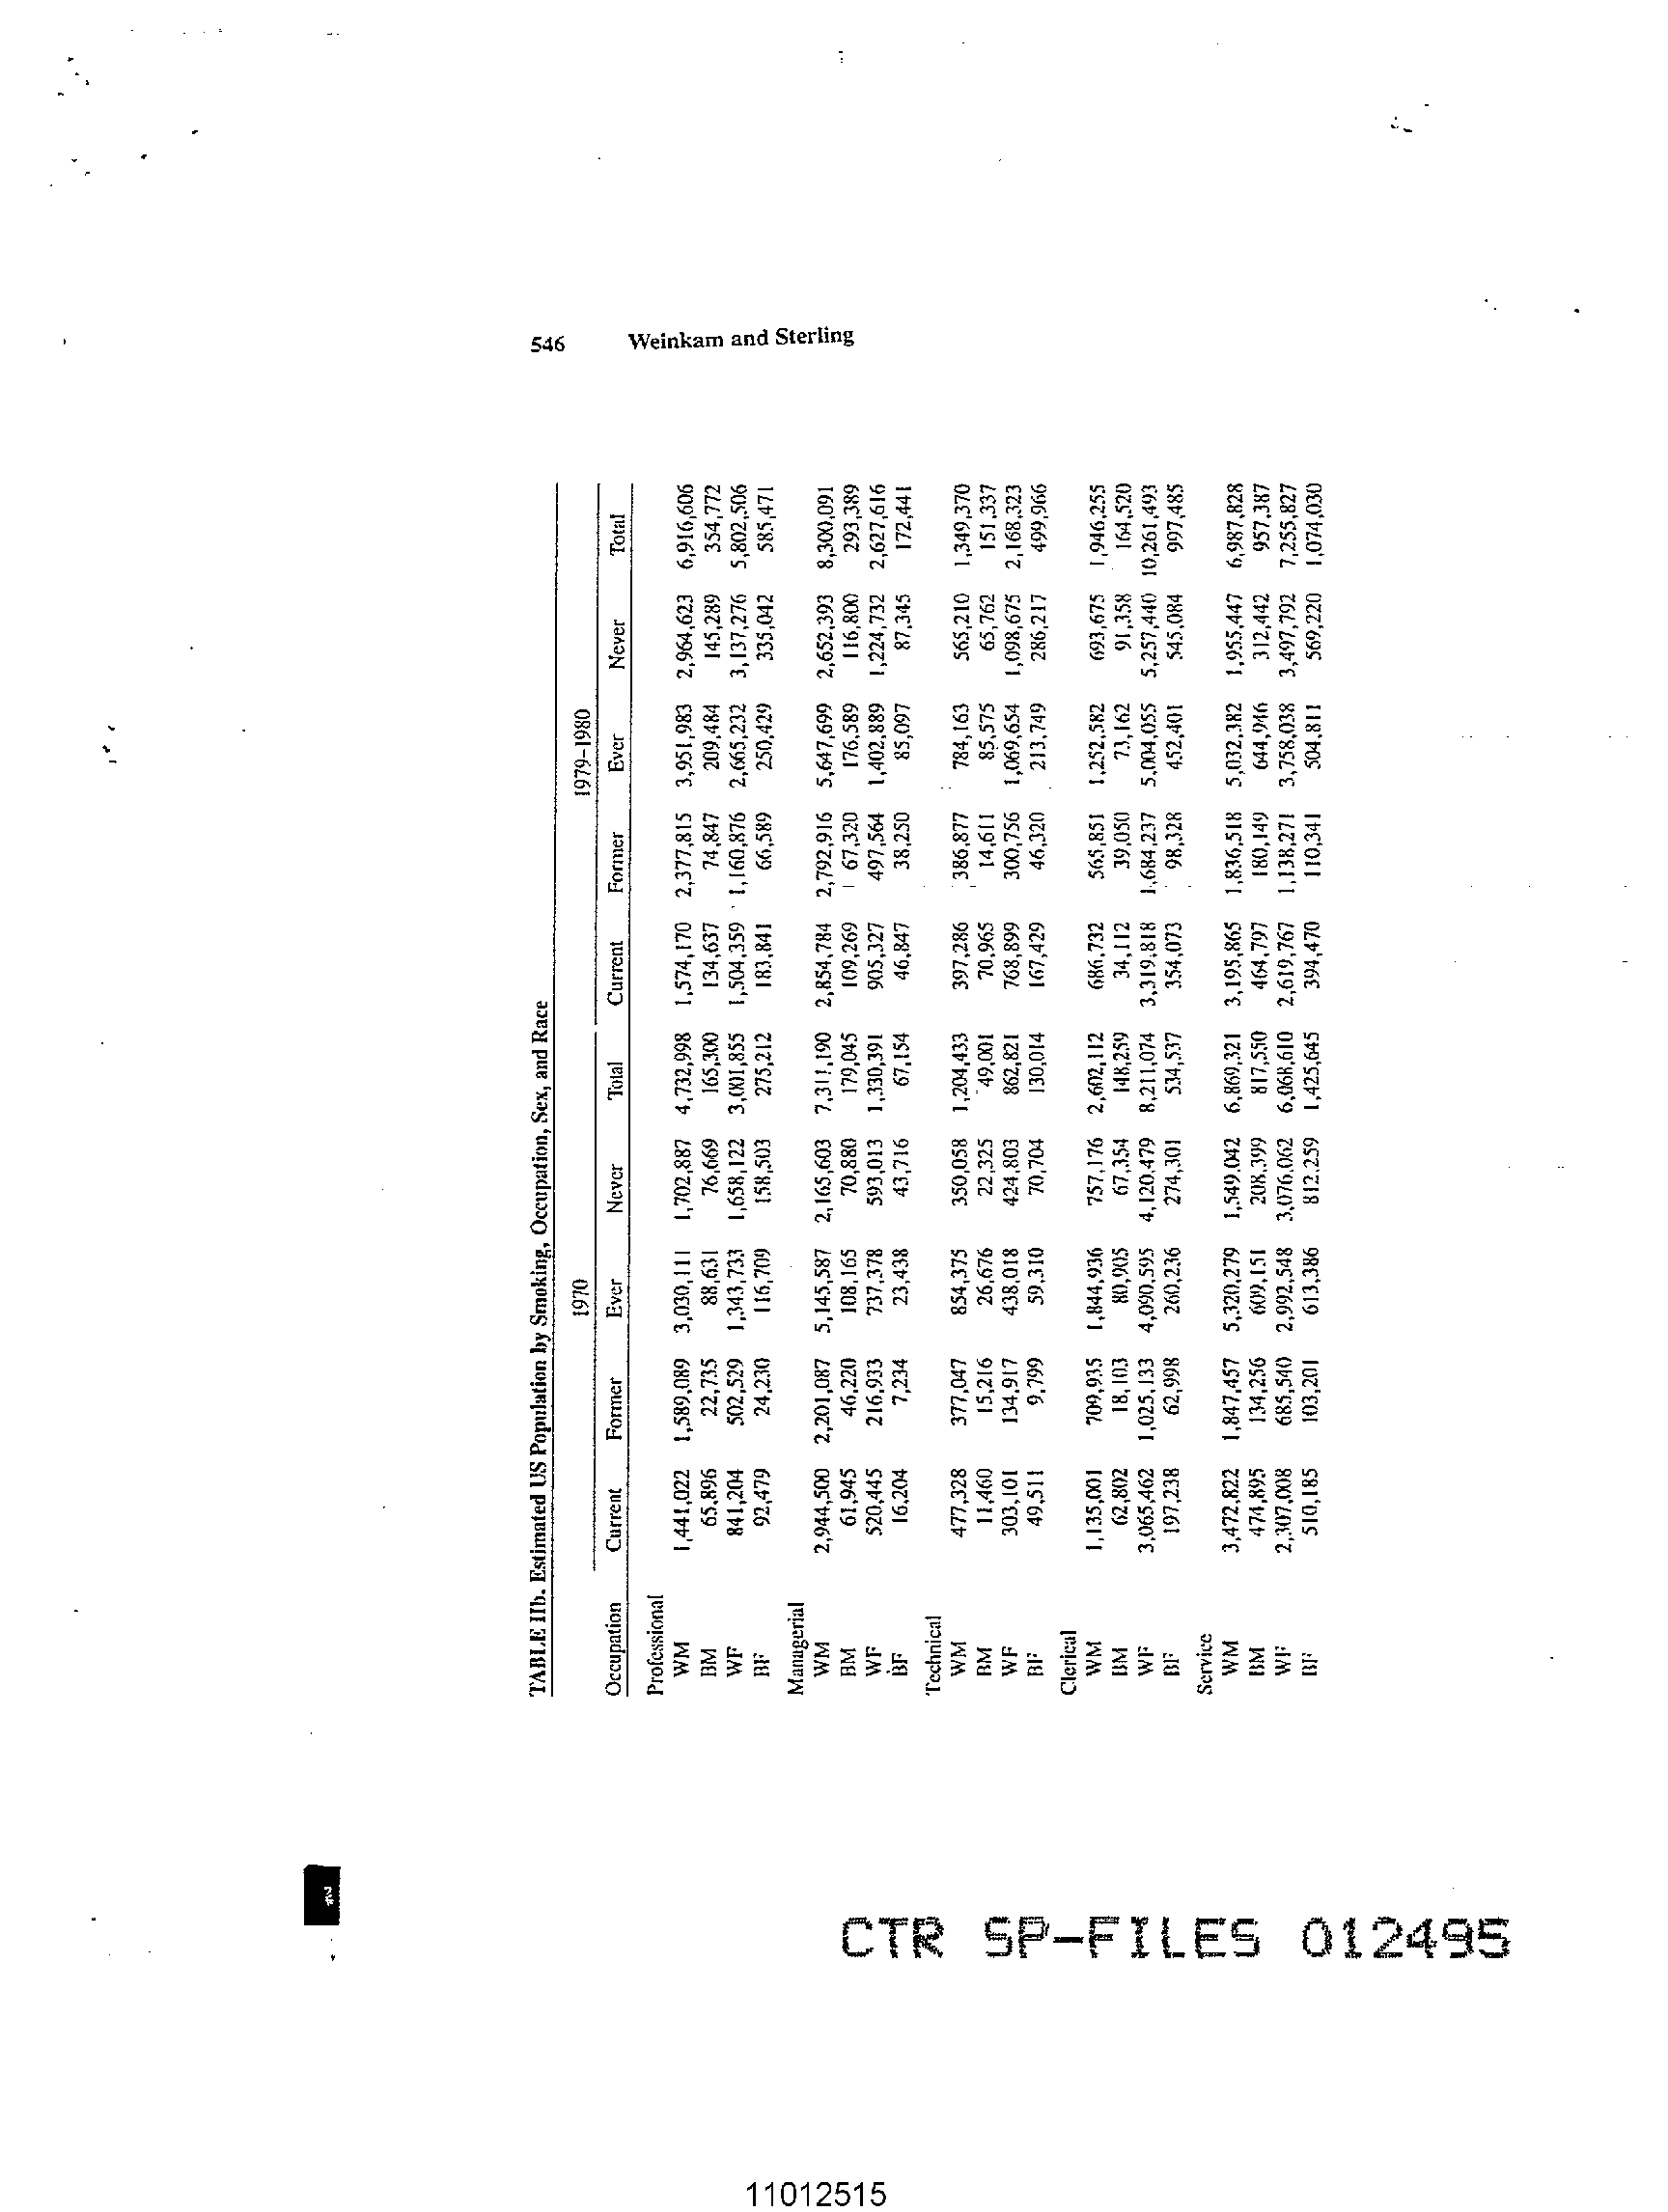 546 Weinkam and Sterling
TABLE IIb. Estimated US Population by Smoking, Occupation, Sex, and Race
1970 1979-1980
Occupation Current Former Ever Never Total Current Former Ever Never Total
Professional
WM 1,441,022 1,589,089 3,030,111 1,702,887 4,732,998 1,574,170 2,377,815 3,951,983 2,964,623 6,916,606
BM 65,896 22,735 88,631 76,669 165,300 134,637 74,847 209,484 145,289 354,772
WF 841,204 502,529 1,343,733 1,658,122 3,001,855 1,504,359 1,160,876 2,665,232 3,137,276 5,802,506
BF 92,479 24,230 116,709 158,503 275,212 183,841 66,589 250,429 335,042 585,471
Managerial
WM 2,944,500 2,201,087 5,145,587 2,165,603 7,311,190 2,854,784 2,792,916 5,647,699 2,652,393 8,300,091
BM 61,945 46,220 108,165 70,880 179,045 109,269 67,320 176,589 116,800 293,389
WF 520,445 216,933 737,378 593,013 1,330,391 905,327 497,564 1,402,889 1,224,732 2,627,616
BF 16,204 7,234 23,438 43,716 67,154 46,847 38,250 85,097 87,345 172,441
Technical
WM 477,328 377,047 854,375 350,058 1,204,433 397,286 386,877 784,163 565,210 1,349,370
BM 11,460 15,216 26,676 22,325 49,001 70,965 14,611 85,575 65,762 151,337
WF 303,101 134,917 438,018 424,803 862,821 768,899 300,756 1,069,654 1,098,675 2,168,323
BF 49,511 9,799 59,310 70,704 130,014 167,429 46,320 213,749 286,217 499,966
Clerical
WM 1,135,001 709,935 1,844,936 757,176 2,602,112 686,732 565,851 1,252,582 693,675 1,946,255
BM 62,802 18,103 80,905 67,354 148,259 34,112 39,050 73,162 91,358 164,520
WF 3,065,462 1,025,133 4,090,595 4,120,479 8,211,074 3,319,818 1,684,237 5,004,055 5,257,440 10,261,493
BF 197,238 62,998 260,236 274,301 534,537 354,073 98,328 452,401 545,084 997,485
Service
WM 3,472,822 1,847,457 5,320,279 1,549,042 6,869,321 3,195,865 1,836,518 5,032,382 1,955,447 6,987,828
BM 474,895 134,256 609,151 208,399 817,550 464,797 180,149 644,946 312,442 957,387
WF 2,307,008 685,540 2,992,548 3,076,062 6,068,610 2,619,767 1,138,271 3,758,038 3,497,792 7,255,827
BF 510,185 103,201 613,386 812,259 1,425,645 394,470 110,341 504,811 569,220 1,074,030
CTR SP-FILES 012495
11012515